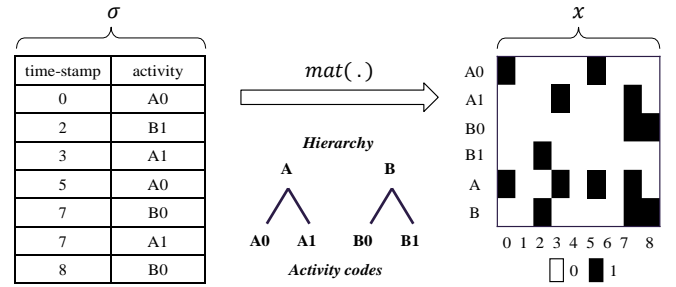 σ
time-stamp activity
0 A0
2 B1
3 A1
5 A0
7 B0
7 A1
8 B0
mat(.)
Hierarchy
A B
A0 A1 B0 B1
Activity codes
x
A0
A1
B0
B1
A
B
0 1 2 3 4 5 6 7 8
0 1